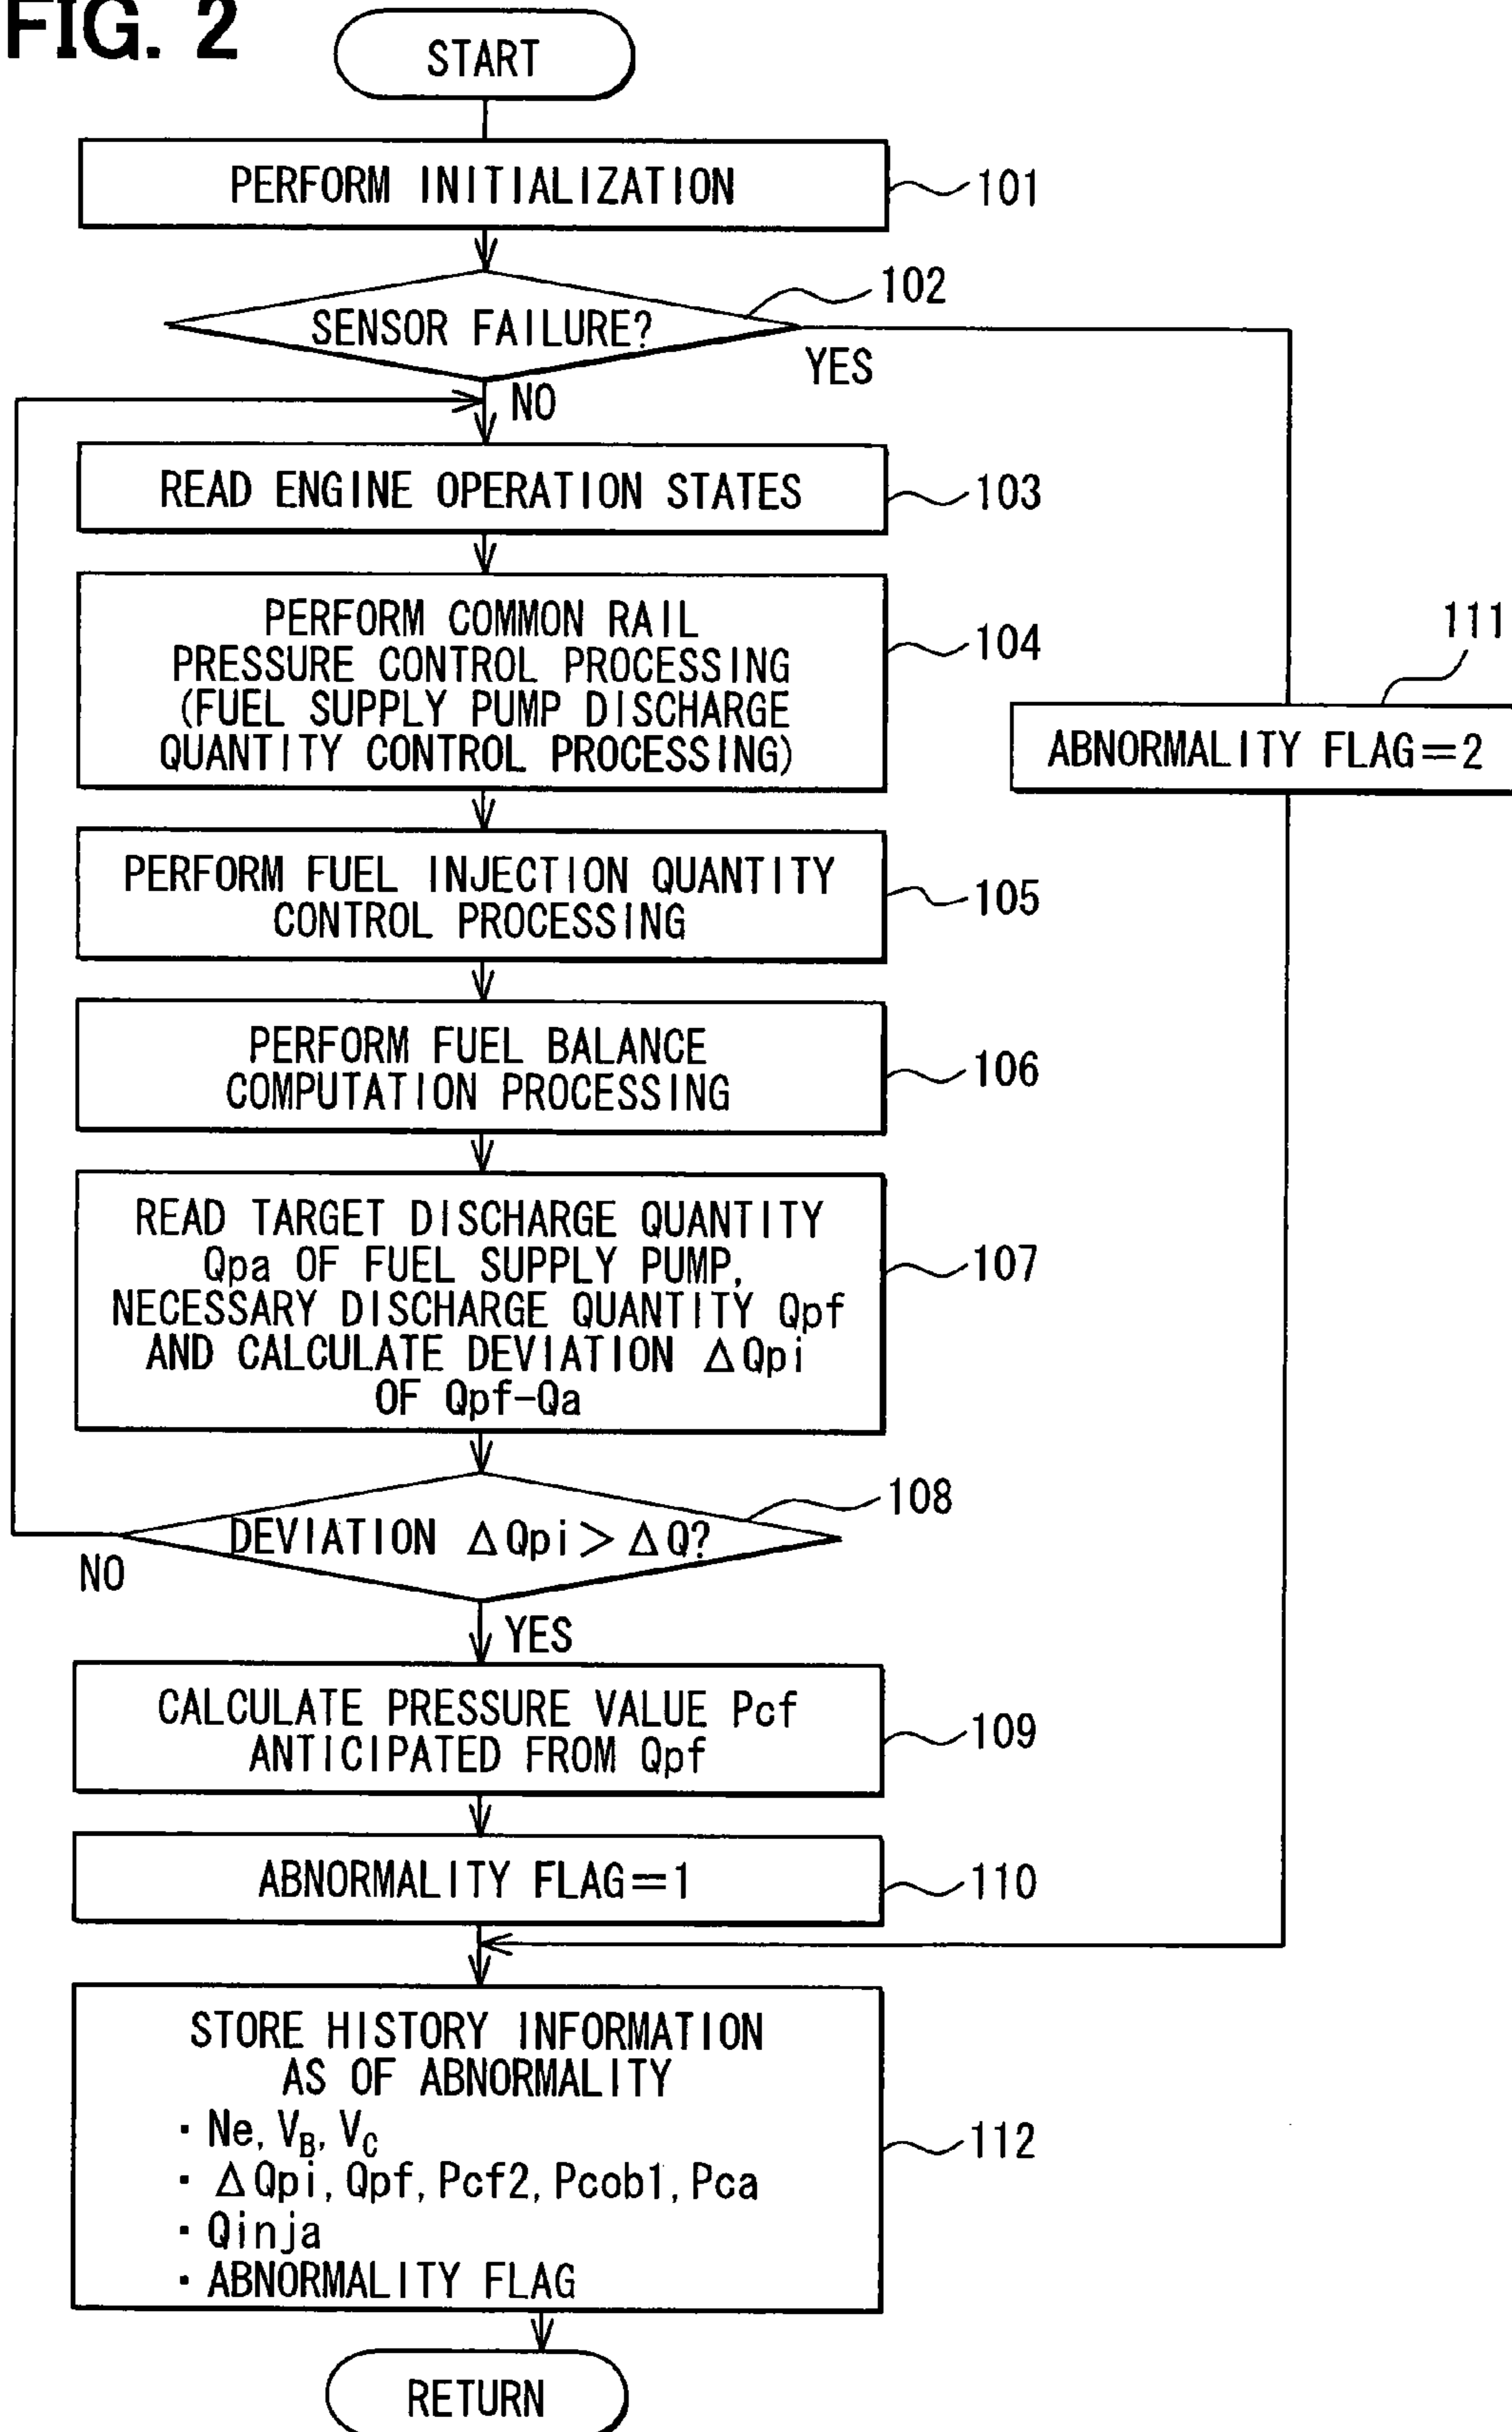 FIG. 2
START
PERFORM INITIALIZATION
101
102
SENSOR FAILURE?
YES
NO
READ ENGINE OPERATION STATES
103
PERFORM COMMON RAIL
PRESSURE CONTROL PROCESSING
(FUEL SUPPLY PUMP DISCHARGE
QUANTITY CONTROL PROCESSING)
104
111
ABNORMALITY FLAG=2
PERFORM FUEL INJECTION QUANTITY
CONTROL PROCESSING
105
PERFORM FUEL BALANCE
COMPUTATION PROCESSING
106
READ TARGET DISCHARGE QUANTITY
Qpa OF FUEL SUPPLY PUMP,
NECESSARY DISCHARGE QUANTITY Qpf
AND CALCULATE DEVIATION ΔQpi
OF Qpf-Qa
107
108
DEVIATION ΔQpi>ΔQ?
NO
YES
CALCULATE PRESSURE VALUE Pcf
ANTICIPATED FROM Qpf
109
ABNORMALITY FLAG=1
110
STORE HISTORY INFORMATION
AS OF ABNORMALITY
・Ne, VB, VC
・ΔQpi, Qpf, Pcf2, Pcob1, Pca
・Qinja
・ABNORMALITY FLAG
112
RETURN